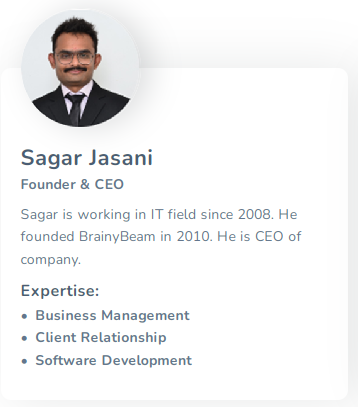 Sagar Jasani
Founder & CEO
Sagar is working in IT field since 2008. He
founded BrainyBeam in 2010. He is CEO of
company.
Expertise:
• Business Management
• Client Relationship
• Software Development